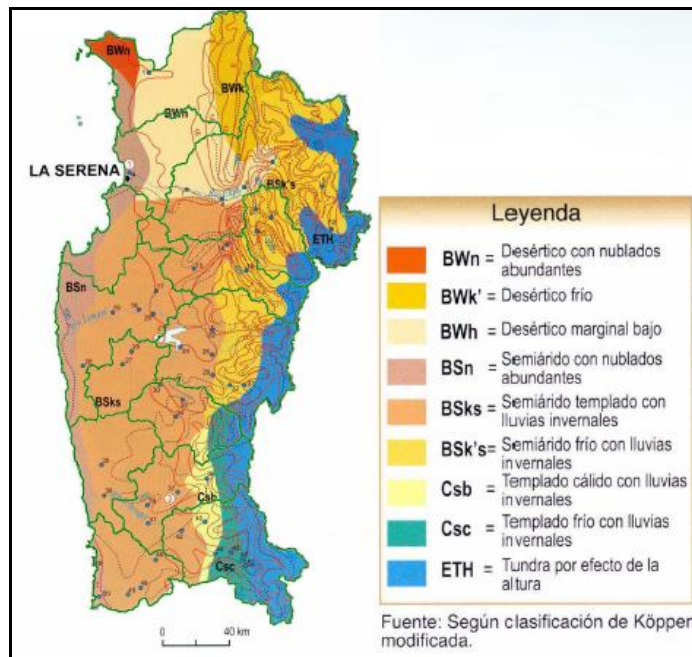 BWn
BWh
BWk
LA SERENA
BSk's
ETH
BSn
BSks
Csb
Csc
0 40 km
Leyenda
BWn = Desértico con nublados
abundantes
BWk' = Desértico frío
BWh = Desértico marginal bajo
BSn = Semiárido con nublados
abundantes
BSks = Semiárido templado con
lluvias invernales
BSk's = Semiárido frío con lluvias
invernales
Csb = Templado cálido con lluvias
invernales
Csc = Templado frío con lluvias
invernales
ETH = Tundra por efecto de la
altura
Fuente: Según clasificación de Köppen
modificada.